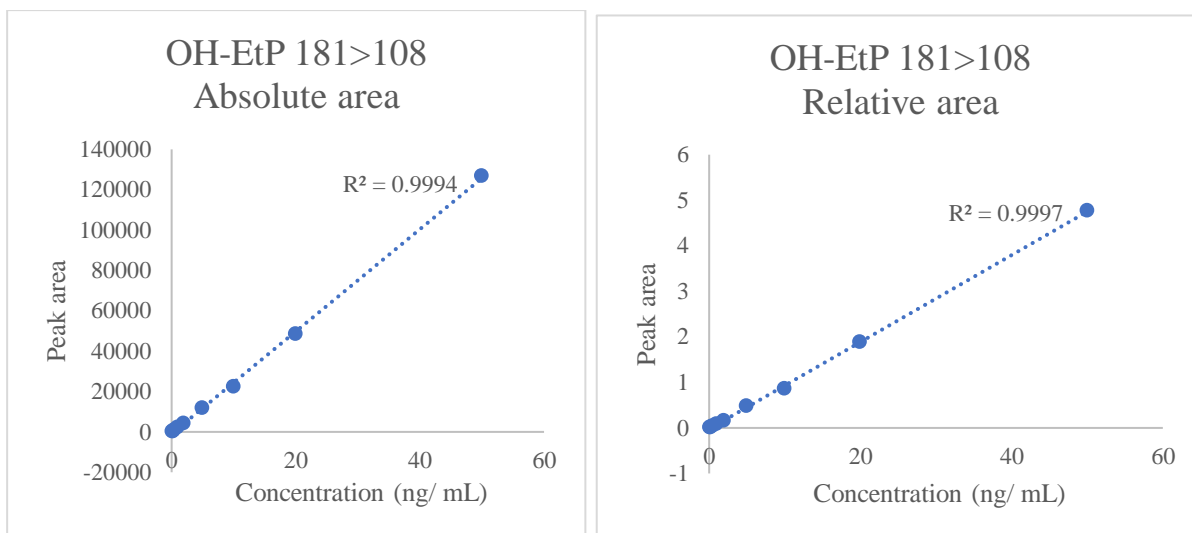 OH-EtP 181>108
Absolute area
140000
120000
100000
80000
60000
40000
20000
0
-20000
Peak area
R² = 0.9994
0
20
40
60
Concentration (ng/ mL)
OH-EtP 181>108
Relative area
6
5
4
3
2
1
0
-1
Peak area
R² = 0.9997
0
20
40
60
Concentration (ng/ mL)